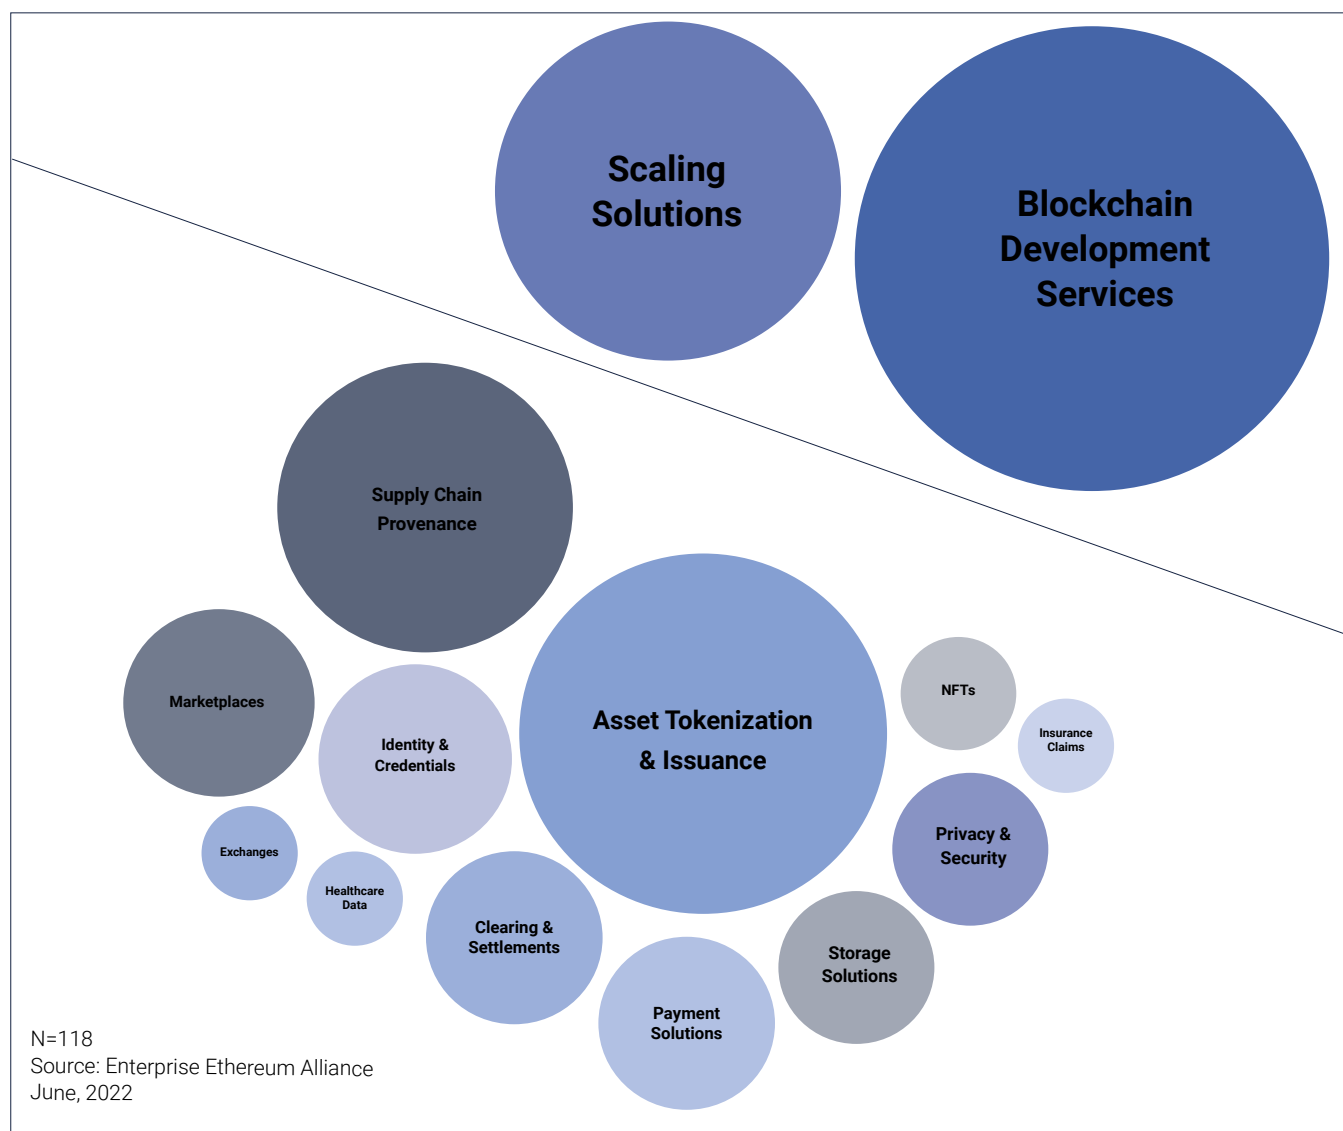 Scaling
Solutions
Blockchain
Development
Services
Supply Chain
Provenance
Marketplaces
Identity &
Credentials
Asset Tokenization
& Issuance
NFTs
Insurance
Claims
Exchanges
Healthcare
Data
Clearing &
Settlements
Privacy &
Security
Storage
Solutions
Payment
Solutions
N=118
Source: Enterprise Ethereum Alliance
June, 2022